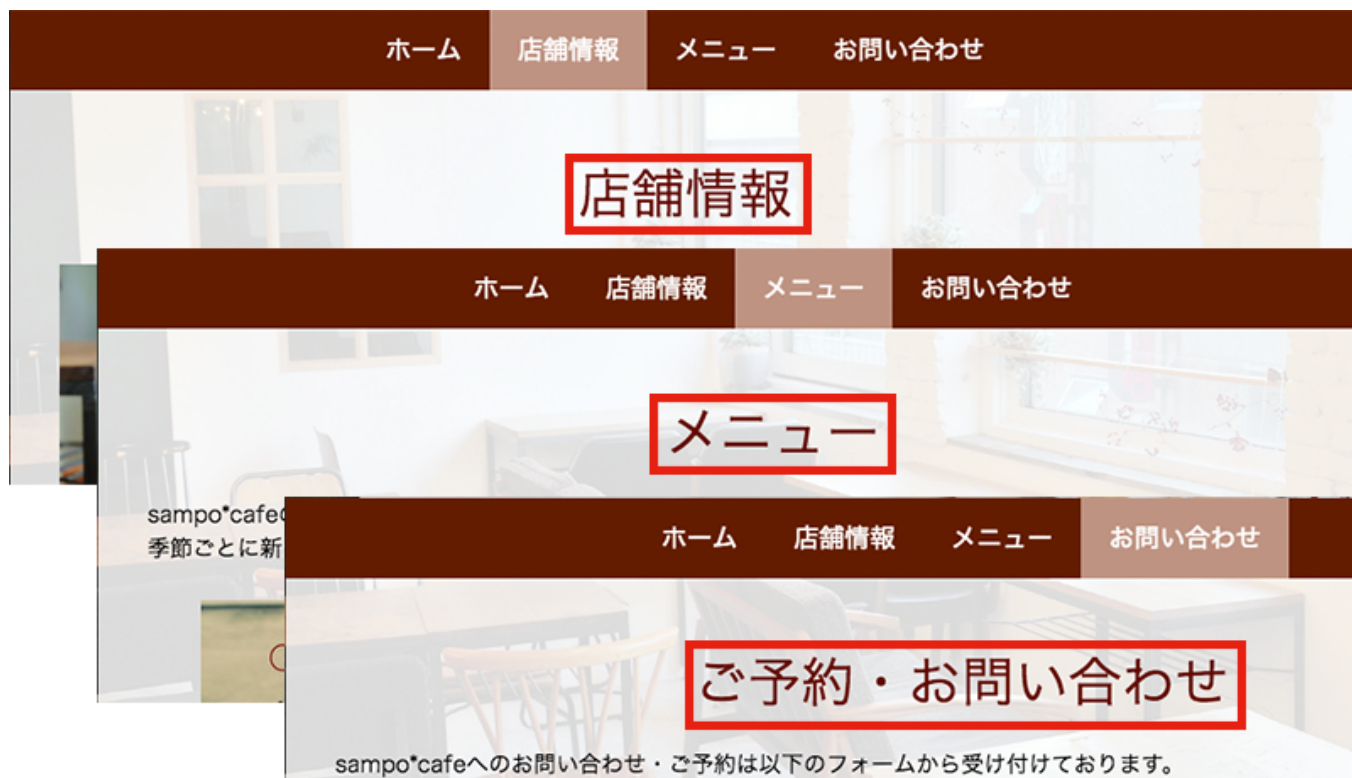 ホーム 店舗情報 メニュー お問い合わせ
店舗情報
ホーム 店舗情報 メニュー お問い合わせ
メニュー
sampo*cafe
季節ごとに新
ホーム 店舗情報 メニュー お問い合わせ
ご予約・お問い合わせ
sampo*cafeへのお問い合わせ・ご予約は以下のフォームから受け付けております。